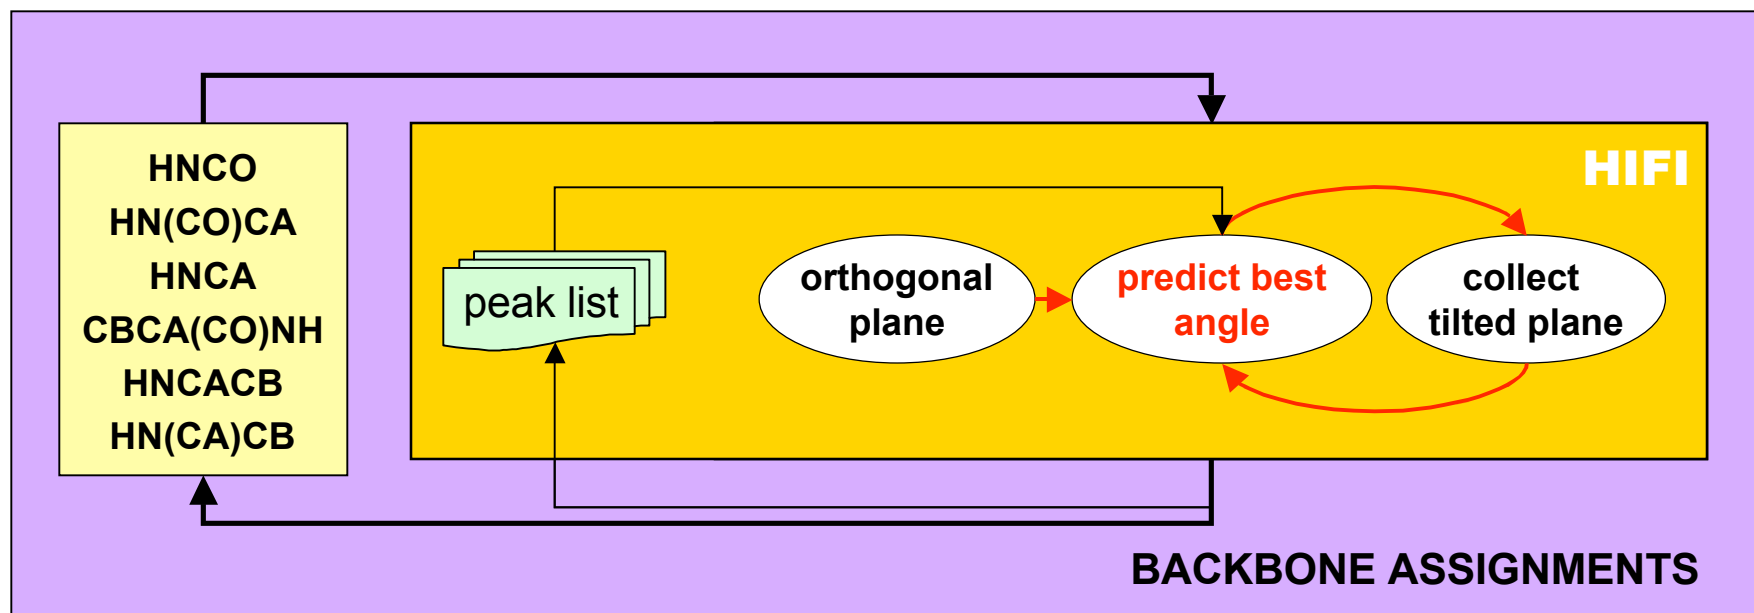 HNCO
HN(CO)CA
HNCA
CBCA(CO)NH
HNCACB
HN(CA)CB
HIFI
peak list
orthogonal
plane
predict best
angle
collect
tilted plane
BACKBONE ASSIGNMENTS